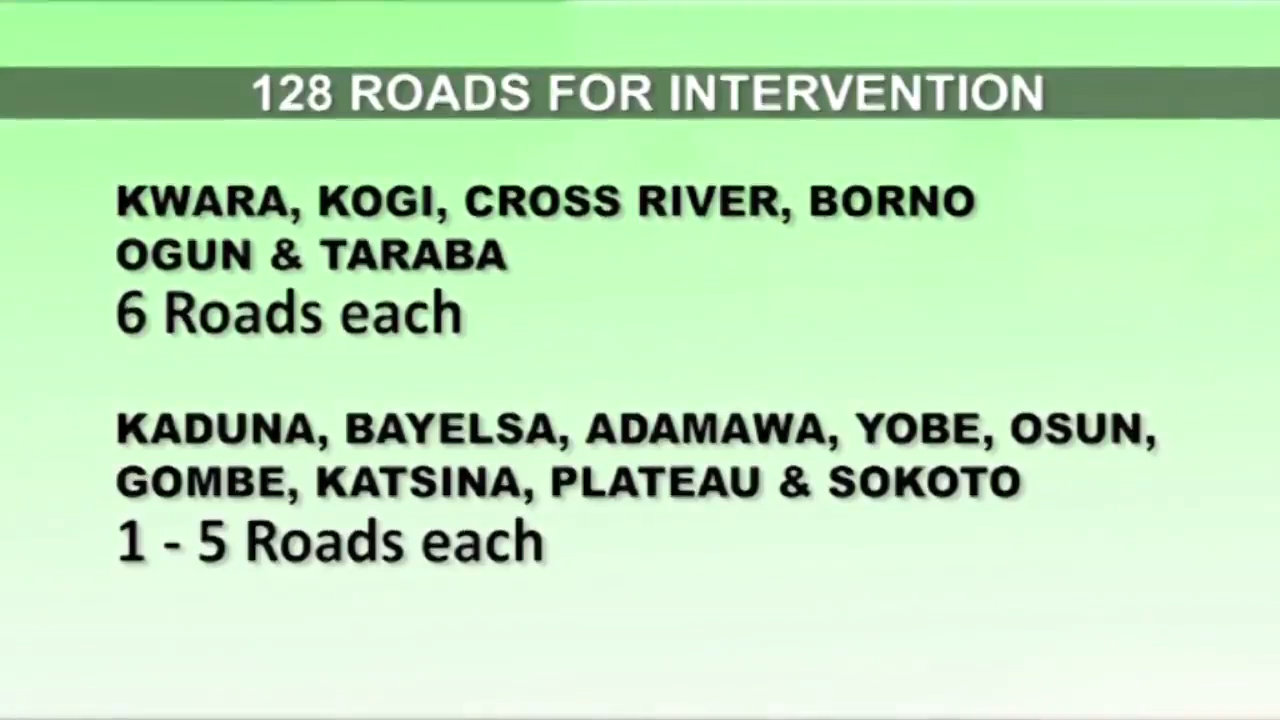 128 ROADS FOR INTERVENTION
KWARA, KOGI, CROSS RIVER, BORNO
OGUN & TARABA
6 Roads each
KADUNA, BAYELSA, ADAMAWA, YOBE, OSUN,
GOMBE, KATSINA, PLATEAU & SOKOTO
1 - 5 Roads each